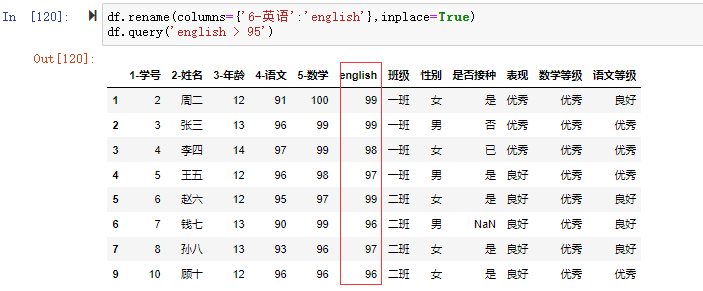 In [120]: df.rename(columns={'6-英语':'english'},inplace=True)
df.query('english > 95')
Out[120]:
1-学号 2-姓名 3-年龄 4-语文 5-数学 english 班级 性别 是否接种 表现 数学等级 语文等级
1 2 周二 12 91 100 99 一班 女 是 优秀 优秀 良好
2 3 张三 13 96 99 99 一班 男 否 优秀 优秀 优秀
3 4 李四 14 97 99 98 一班 女 已 优秀 优秀 优秀
4 5 王五 12 96 98 97 一班 男 是 良好 优秀 优秀
5 6 赵六 12 95 97 99 二班 女 是 良好 优秀 良好
6 7 钱七 13 90 99 96 二班 男 NaN 良好 优秀 良好
7 8 孙八 13 93 96 97 二班 女 是 良好 优秀 良好
9 10 顾十 12 96 96 96 二班 女 是 良好 优秀 优秀